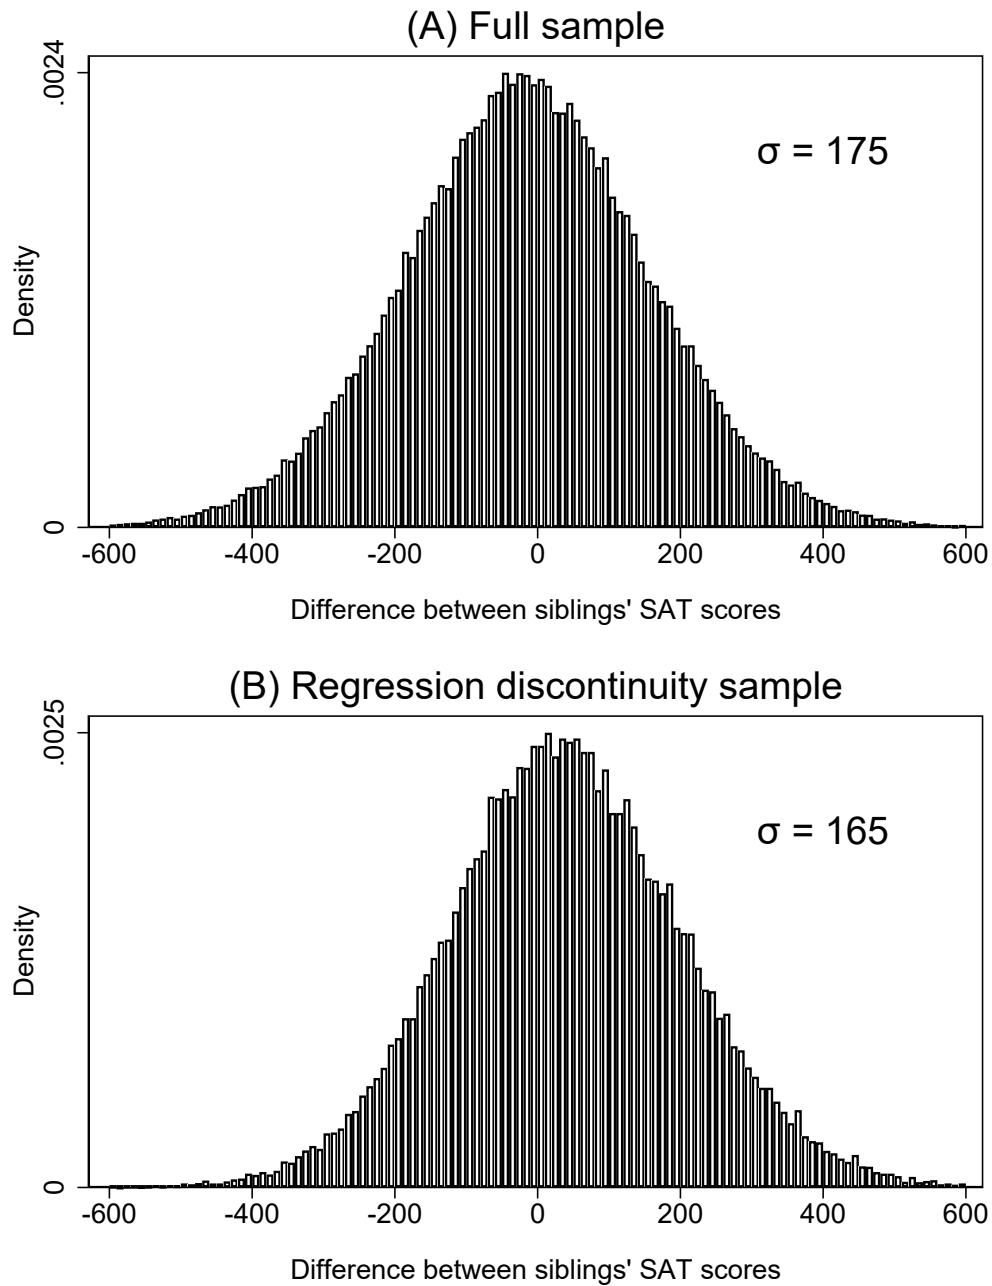 (A) Full sample
.0024
σ = 175
Density
0
-600 -400 -200 0 200 400 600
Difference between siblings' SAT scores
(B) Regression discontinuity sample
.0025
σ = 165
Density
0
-600 -400 -200 0 200 400 600
Difference between siblings' SAT scores